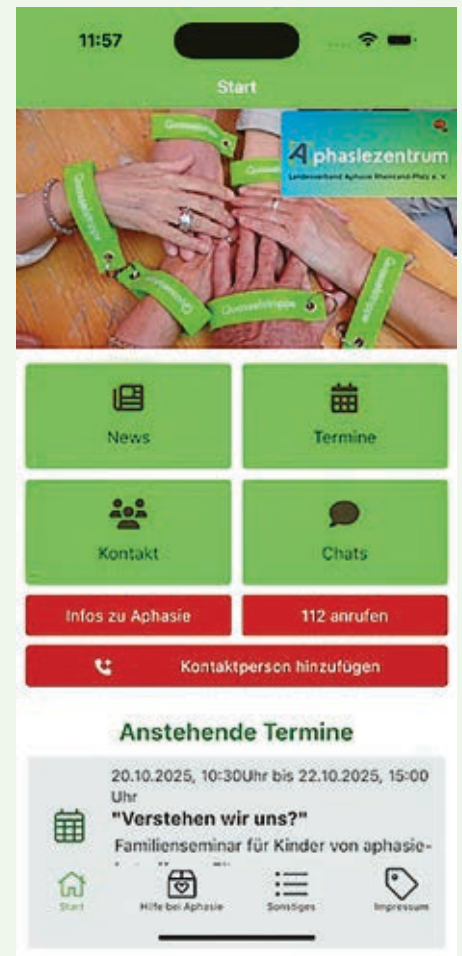 11:57
Start
Aphasiezentrum
Landesverband Aphasie Rheinland-Pfalz e. V.
Quasselstrippe
News
Termine
Kontakt
Chats
Infos zu Aphasie
112 anrufen
Kontaktperson hinzufügen
Anstehende Termine
20.10.2025, 10:30Uhr bis 22.10.2025, 15:00
Uhr
"Verstehen wir uns?"
Familienseminar für Kinder von aphasie-
Start
Hilfe bei Aphasie
Sonstiges
Impressum